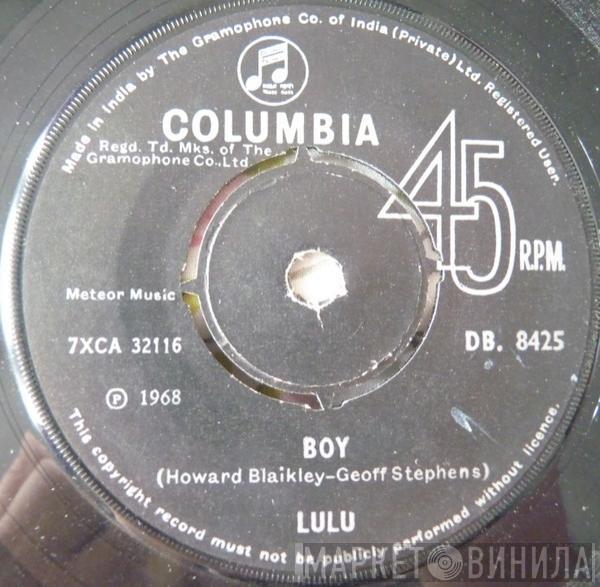 Made in India by The Gramophone Co. of India (Private) Ltd. Registered User.
COLUMBIA
Regd. Td. Mks. of The
Gramophone Co., Ltd.
45 R.P.M.
Meteor Music
7XCA 32116
DB. 8425
℗ 1968
BOY
(Howard Blaikley-Geoff Stephens)
LULU
This copyright record must not be publicly performed without licence.
МАРКЕТ ВИНИЛА